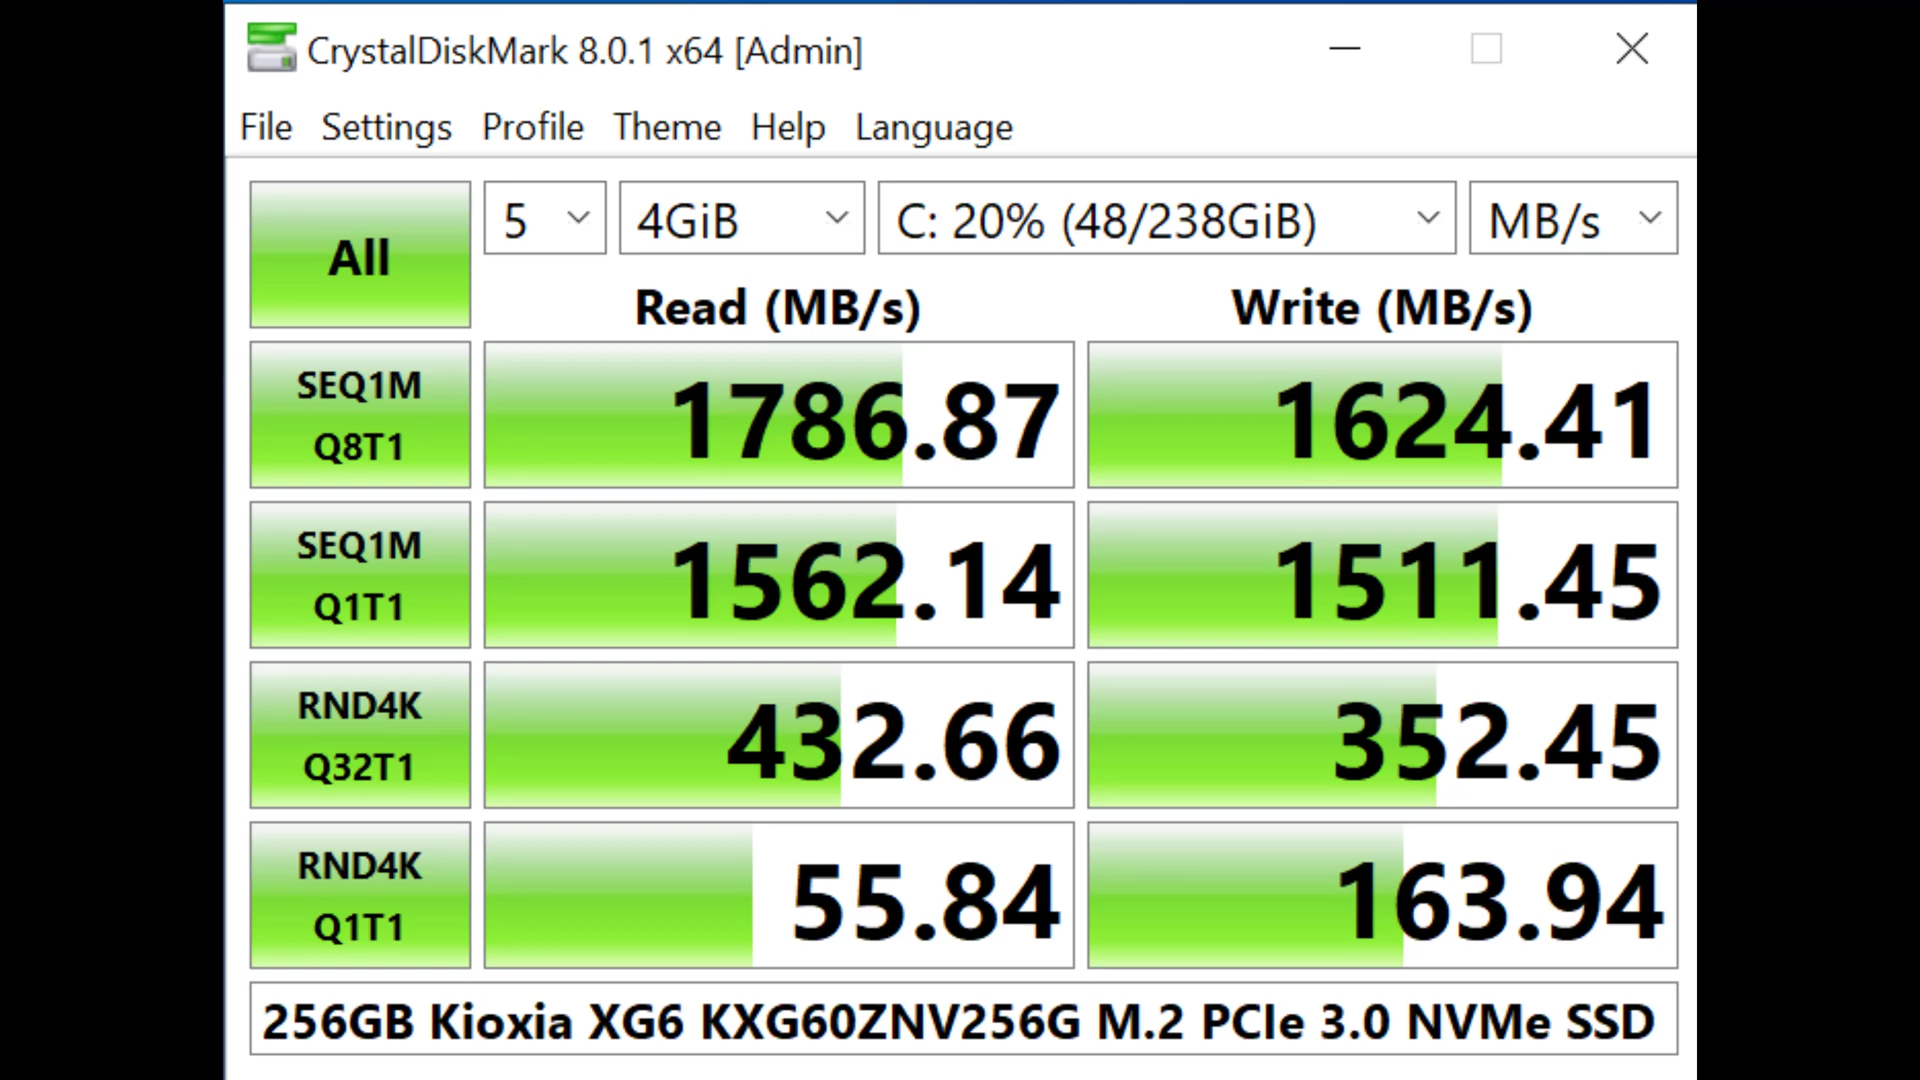 CrystalDiskMark 8.0.1 x64 [Admin]
File Settings Profile Theme Help Language
All 5 4GiB C: 20% (48/238GiB) MB/s
Read (MB/s) Write (MB/s)
SEQ1M
Q8T1
1786.87 1624.41
SEQ1M
Q1T1
1562.14 1511.45
RND4K
Q32T1
432.66 352.45
RND4K
Q1T1
55.84 163.94
256GB Kioxia XG6 KXG60ZNV256G M.2 PCIe 3.0 NVMe SSD